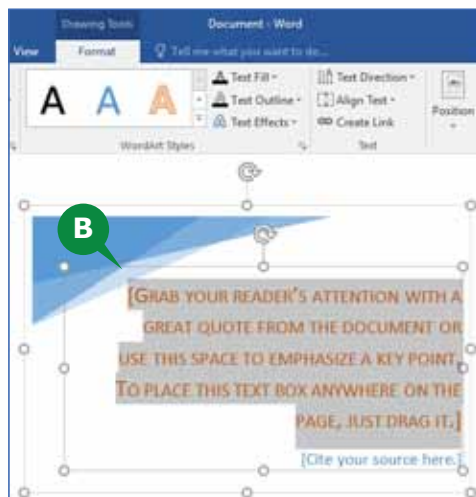 Drawing Tools
Document - Word
View
Format
Tell me what you want to do...
A A A
Text Fill
Text Outline
Text Effects
Text Direction
Align Text
Create Link
Position
WordArt Styles
Text
B
[GRAB YOUR READER'S ATTENTION WITH A
GREAT QUOTE FROM THE DOCUMENT OR
USE THIS SPACE TO EMPHASIZE A KEY POINT.
TO PLACE THIS TEXT BOX ANYWHERE ON THE
PAGE, JUST DRAG IT.]
[Cite your source here.]